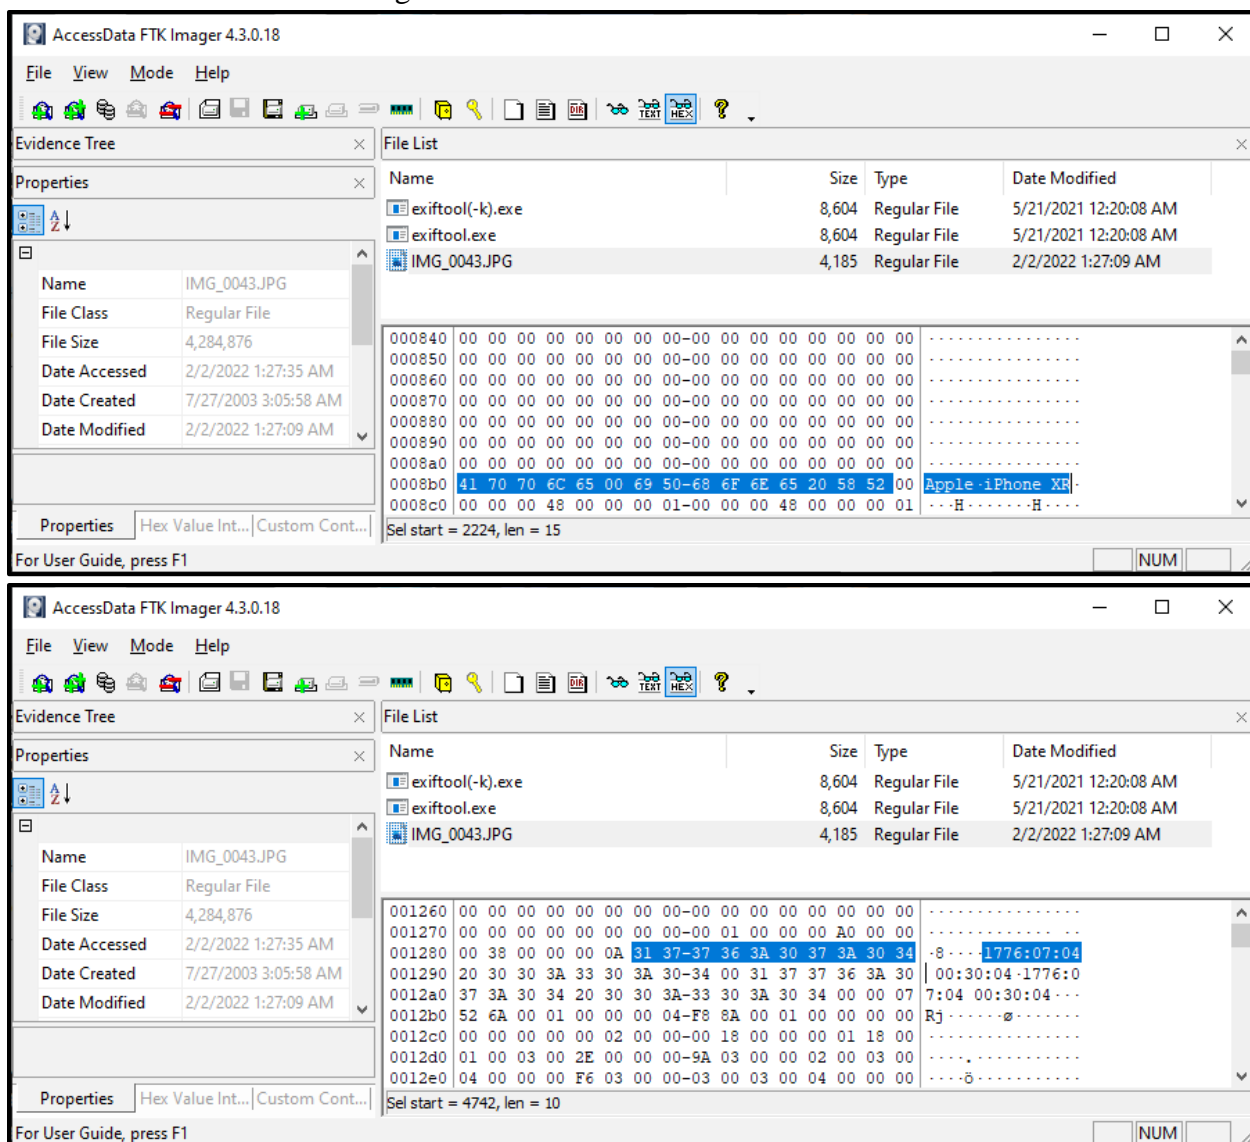 AccessData FTK Imager 4.3.0.18
File View Mode Help
Evidence Tree
File List
Properties
Name Size Type Date Modified
exiftool(-k).exe 8,604 Regular File 5/21/2021 12:20:08 AM
exiftool.exe 8,604 Regular File 5/21/2021 12:20:08 AM
IMG_0043.JPG 4,185 Regular File 2/2/2022 1:27:09 AM
Name IMG_0043.JPG
File Class Regular File
File Size 4,284,876
Date Accessed 2/2/2022 1:27:35 AM
Date Created 7/27/2003 3:05:58 AM
Date Modified 2/2/2022 1:27:09 AM
000840 00 00 00 00 00 00 00 00-00 00 00 00 00 00 00 00 ················
000850 00 00 00 00 00 00 00 00-00 00 00 00 00 00 00 00 ················
000860 00 00 00 00 00 00 00 00-00 00 00 00 00 00 00 00 ················
000870 00 00 00 00 00 00 00 00-00 00 00 00 00 00 00 00 ················
000880 00 00 00 00 00 00 00 00-00 00 00 00 00 00 00 00 ················
000890 00 00 00 00 00 00 00 00-00 00 00 00 00 00 00 00 ················
0008a0 00 00 00 00 00 00 00 00-00 00 00 00 00 00 00 00 ················
0008b0 41 70 70 6C 65 00 69 50-68 6F 6E 65 20 58 52 00 Apple·iPhone XR·
0008c0 00 00 00 48 00 00 00 01-00 00 00 48 00 00 00 01 ···H·······H····
Properties Hex Value Int... Custom Cont...
Sel start = 2224, len = 15
For User Guide, press F1
NUM
AccessData FTK Imager 4.3.0.18
File View Mode Help
Evidence Tree
File List
Properties
Name Size Type Date Modified
exiftool(-k).exe 8,604 Regular File 5/21/2021 12:20:08 AM
exiftool.exe 8,604 Regular File 5/21/2021 12:20:08 AM
IMG_0043.JPG 4,185 Regular File 2/2/2022 1:27:09 AM
Name IMG_0043.JPG
File Class Regular File
File Size 4,284,876
Date Accessed 2/2/2022 1:27:35 AM
Date Created 7/27/2003 3:05:58 AM
Date Modified 2/2/2022 1:27:09 AM
001260 00 00 00 00 00 00 00 00-00 00 00 00 00 00 00 00 ················
001270 00 00 00 00 00 00 00 00-00 01 00 00 00 A0 00 00 ············· ··
001280 00 38 00 00 00 0A 31 37-37 36 3A 30 37 3A 30 34 ·8····1776:07:04
001290 20 30 30 3A 33 30 3A 30-34 00 31 37 37 36 3A 30 00:30:04·1776:0
0012a0 37 3A 30 34 20 30 30 3A-33 30 3A 30 34 00 00 07 7:04 00:30:04···
0012b0 52 6A 00 01 00 00 00 04-F8 8A 00 01 00 00 00 00 Rj······ø·······
0012c0 00 00 00 00 00 02 00 00-00 18 00 00 00 01 18 00 ················
0012d0 01 00 03 00 2E 00 00 00-9A 03 00 00 02 00 03 00 ····.···········
0012e0 04 00 00 00 F6 03 00 00-03 00 03 00 04 00 00 00 ····ö···········
Properties Hex Value Int... Custom Cont...
Sel start = 4742, len = 10
For User Guide, press F1
NUM